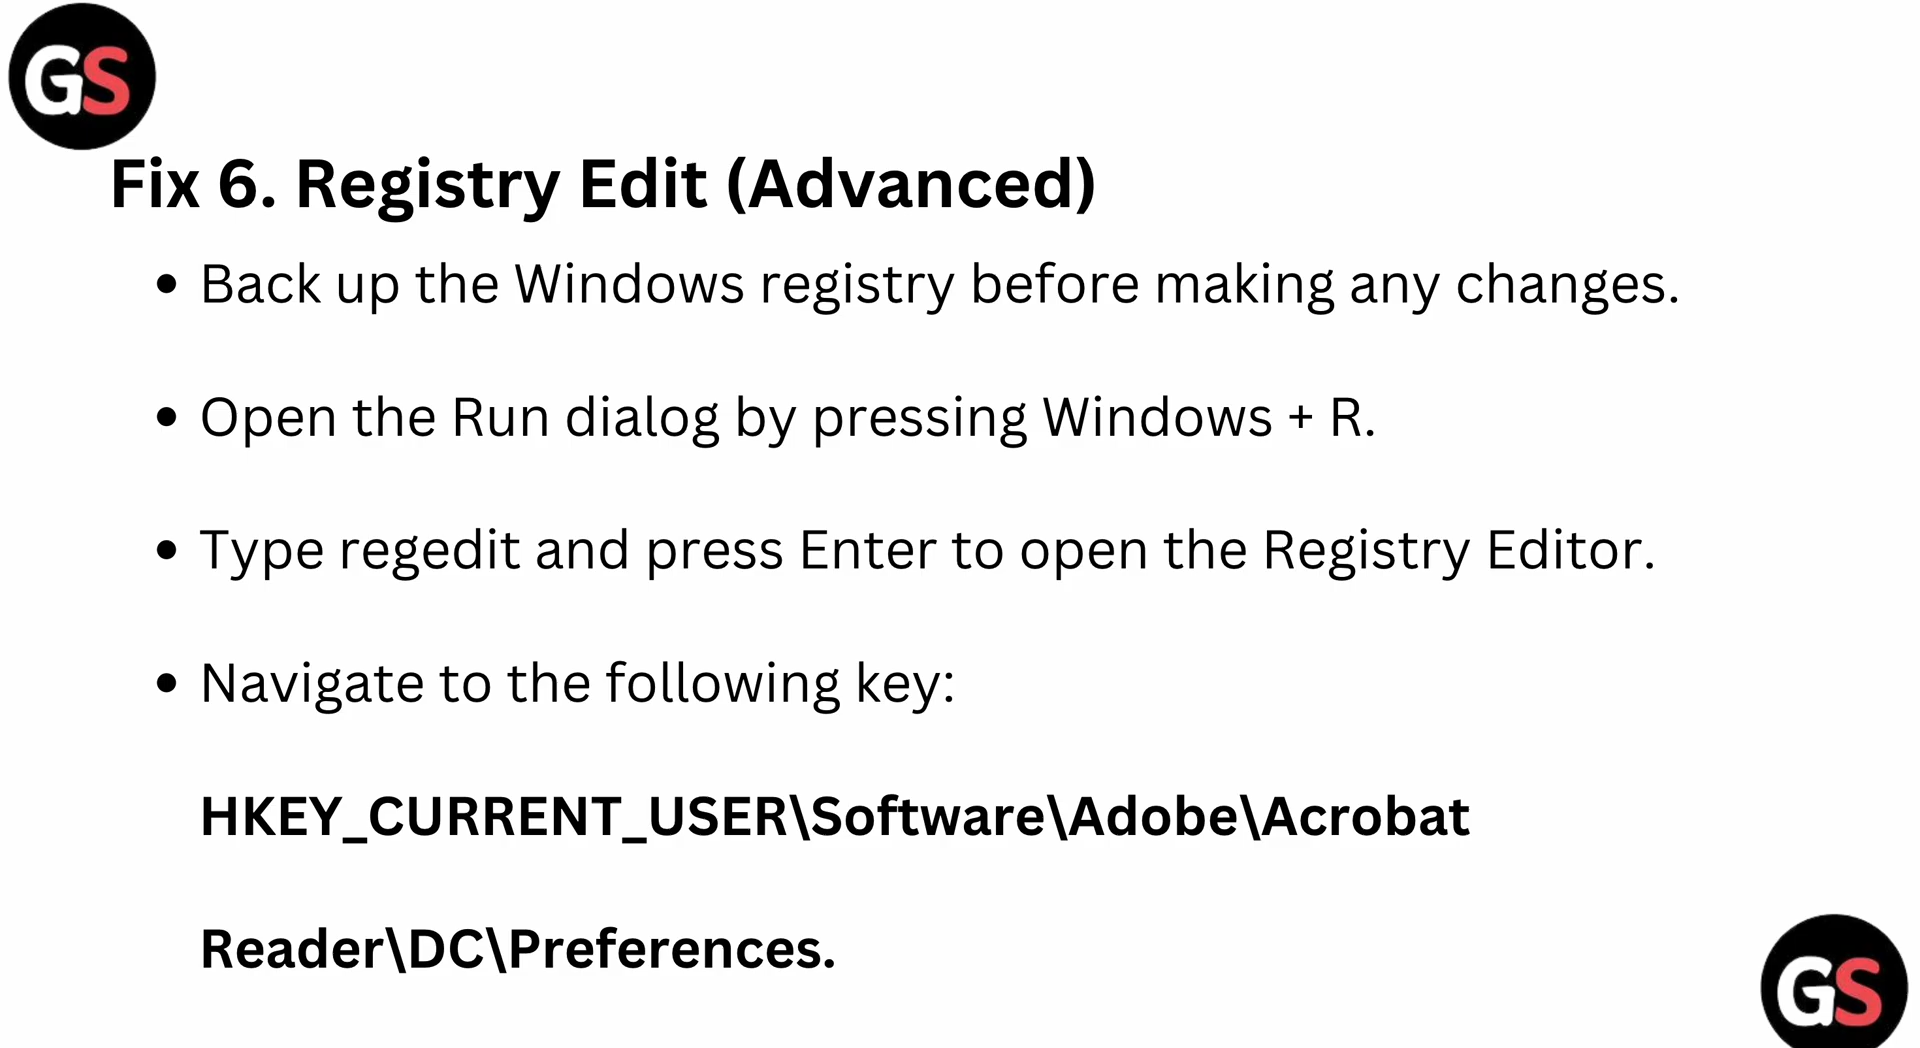 GS
Fix 6. Registry Edit (Advanced)
• Back up the Windows registry before making any changes.
• Open the Run dialog by pressing Windows + R.
• Type regedit and press Enter to open the Registry Editor.
• Navigate to the following key:
HKEY_CURRENT_USER\Software\Adobe\Acrobat
Reader\DC\Preferences.
GS